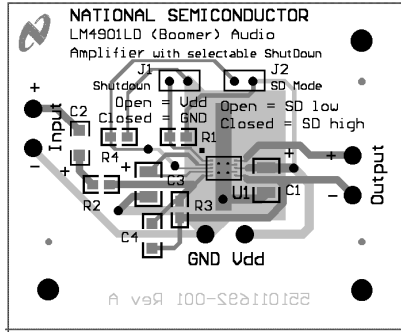 NATIONAL SEMICONDUCTOR
LM4901LD (Boomer) Audio
Amplifier with selectable ShutDown
J1 J2
Shutdown SD Mode
Open = Vdd Open = SD low
Closed = GND Closed = SD high
+ C2 Input R4 R1
- + + +
R2 C3 U1 C1 Output
R3 -
C4
GND Vdd
551011692-001 Rev A